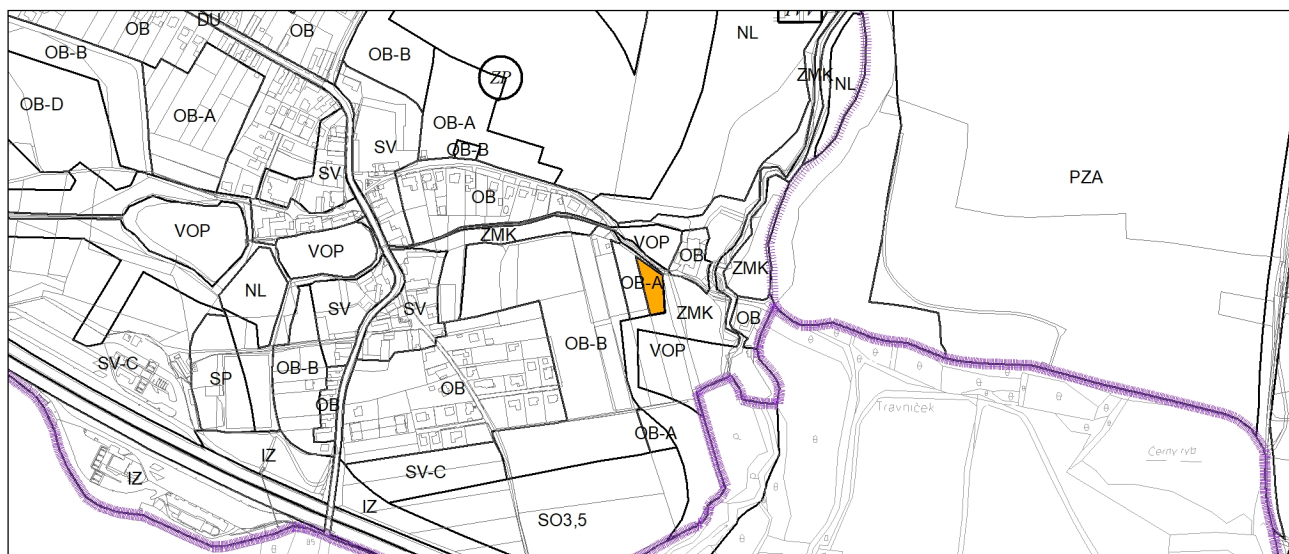 DU
OB
OB
OB-B
OB-B
NL
ZMK
NL
OB-D
ZP
OB-A
OB-A
OB-B
SV
SV
PZA
OB
VOP
VOP
ZMK
VOP
OB
ZMK
NL
OB-A
SV
SV
ZMK
OB
OB-B
VOP
SV-C
SP
OB-B
OB
OB
Travníček
OB-A
Černý ryb
IZ
SV-C
IZ
IZ
SO3,5
85